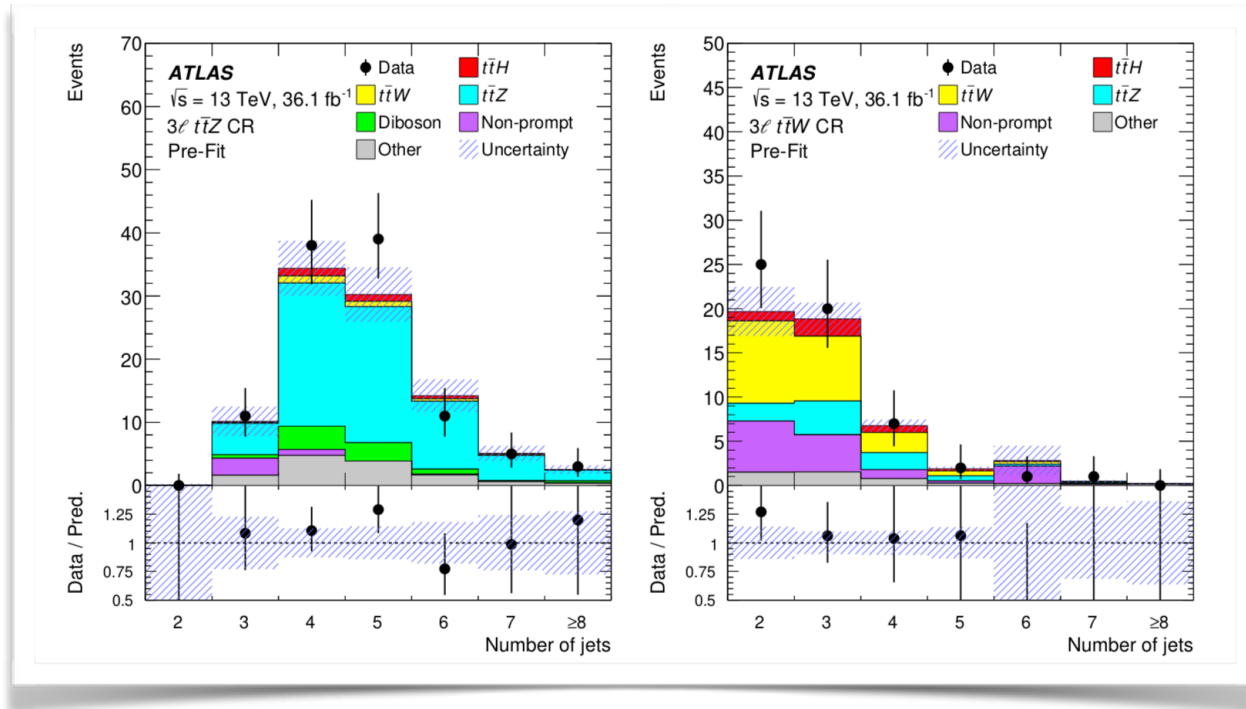 Events
70
60
50
40
30
20
10
0
ATLAS
√s = 13 TeV, 36.1 fb⁻¹
3ℓ tt̄Z CR
Pre-Fit
Data
tt̄H
tt̄W
tt̄Z
Diboson
Non-prompt
Other
Uncertainty
Data / Pred.
1.25
1
0.75
0.5
2 3 4 5 6 7 ≥8
Number of jets
Events
50
45
40
35
30
25
20
15
10
5
0
ATLAS
√s = 13 TeV, 36.1 fb⁻¹
3ℓ tt̄W CR
Pre-Fit
Data
tt̄H
tt̄W
tt̄Z
Non-prompt
Other
Uncertainty
Data / Pred.
1.25
1
0.75
0.5
2 3 4 5 6 7 ≥8
Number of jets